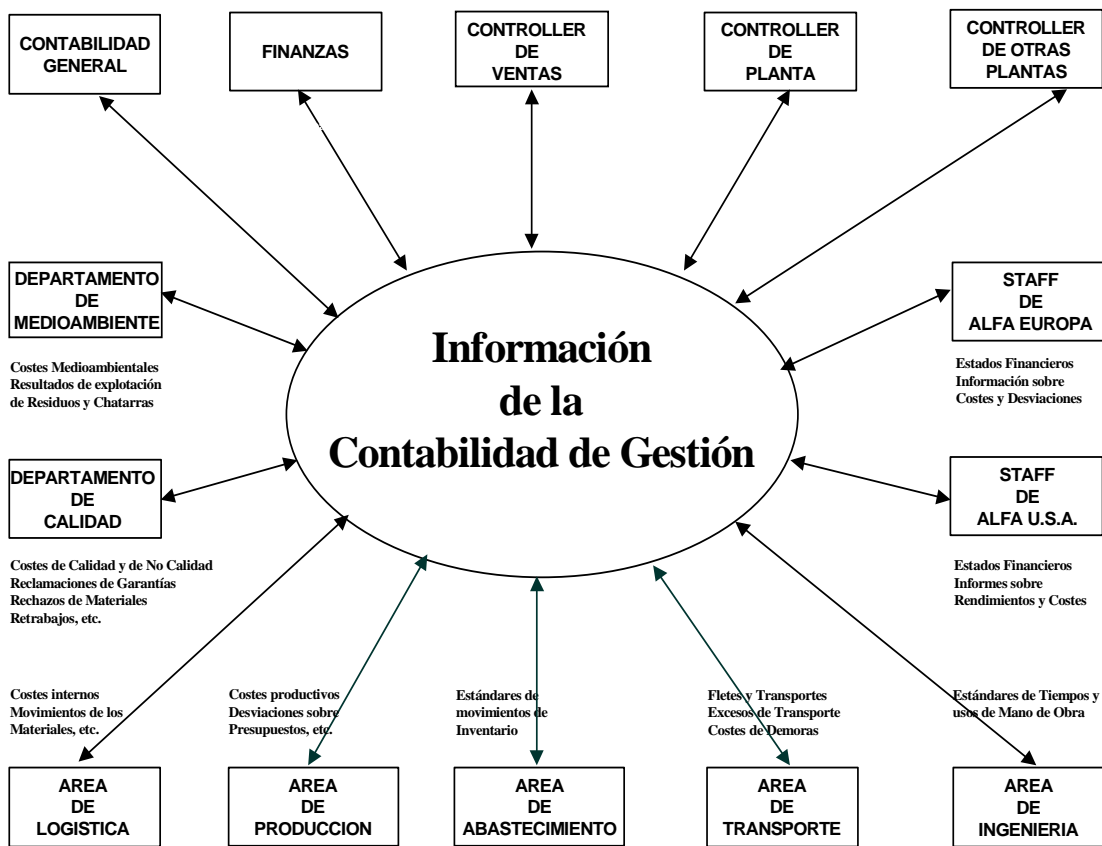 CONTABILIDAD
GENERAL
FINANZAS
CONTROLLER
DE
VENTAS
CONTROLLER
DE
PLANTA
CONTROLLER
DE OTRAS
PLANTAS
DEPARTAMENTO
DE
MEDIOAMBIENTE
Costes Medioambientales
Resultados de explotación
de Residuos y Chatarras
Información
de la
Contabilidad de Gestión
STAFF
DE
ALFA EUROPA
Estados Financieros
Información sobre
Costes y Desviaciones
DEPARTAMENTO
DE
CALIDAD
Costes de Calidad y de No Calidad
Reclamaciones de Garantías
Rechazos de Materiales
Retrabajos, etc.
STAFF
DE
ALFA U.S.A.
Estados Financieros
Informes sobre
Rendimientos y Costes
Costes internos
Movimientos de los
Materiales, etc.
Costes productivos
Desviaciones sobre
Presupuestos, etc.
Estándares de
movimientos de
Inventario
Fletes y Transportes
Excesos de Transporte
Costes de Demoras
Estándares de Tiempos y
usos de Mano de Obra
AREA
DE
LOGISTICA
AREA
DE
PRODUCCION
AREA
DE
ABASTECIMIENTO
AREA
DE
TRANSPORTE
AREA
DE
INGENIERIA